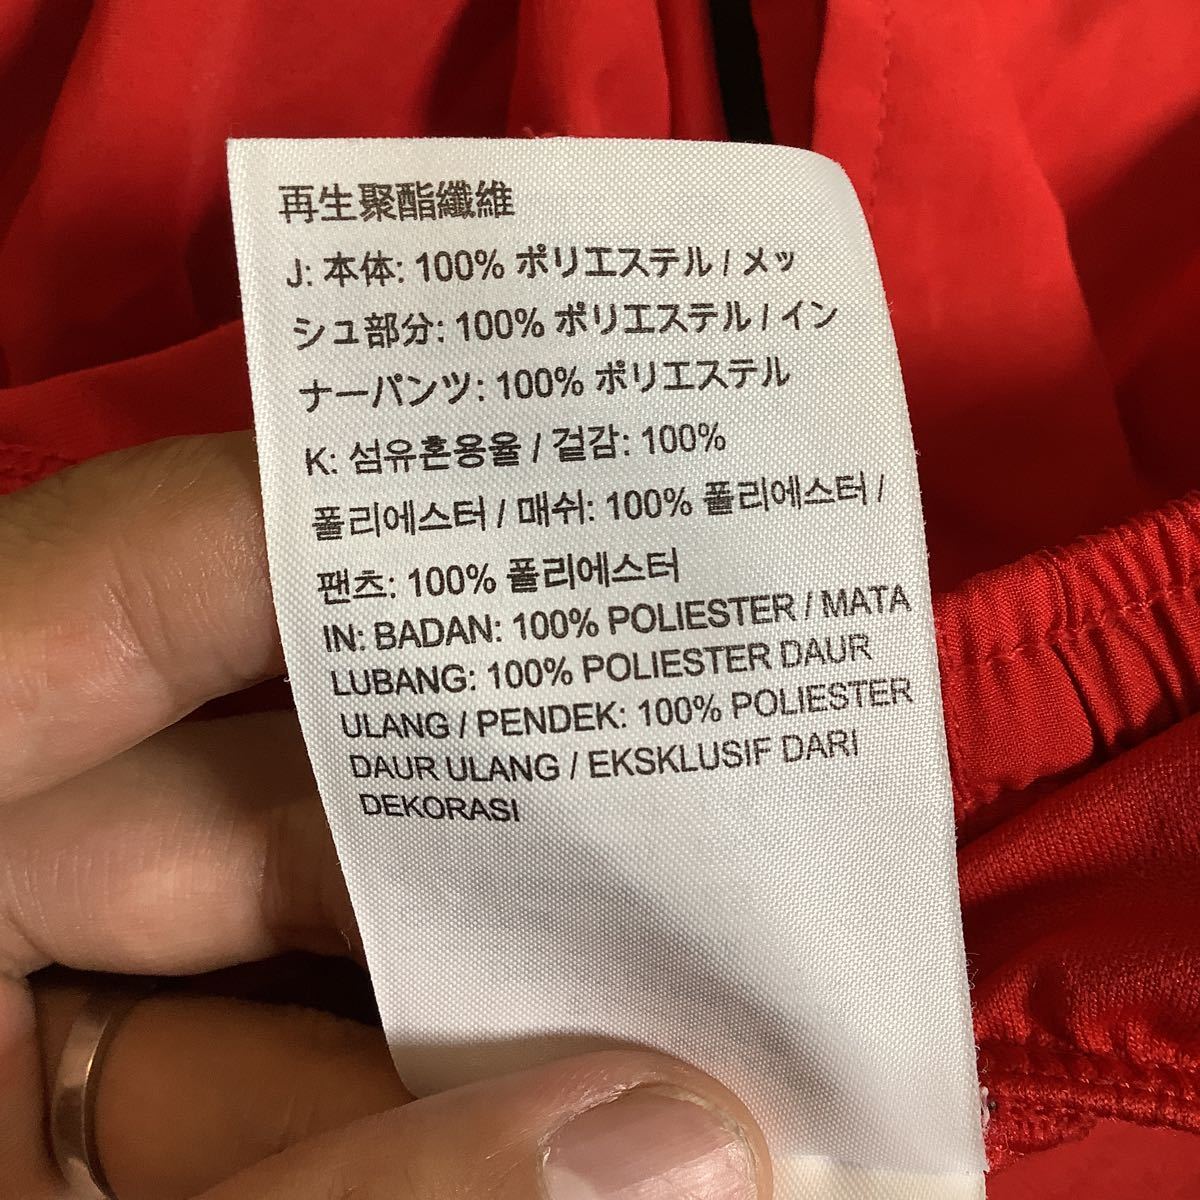 再生聚酯纖維
J: 本体: 100% ポリエステル / メッ
シュ部分: 100% ポリエステル / イン
ナーパンツ: 100% ポリエステル
K: 섬유혼용율 / 겉감: 100%
폴리에스터 / 매쉬: 100% 폴리에스터 /
팬츠: 100% 폴리에스터
IN: BADAN: 100% POLIESTER / MATA
LUBANG: 100% POLIESTER DAUR
ULANG / PENDEK: 100% POLIESTER
DAUR ULANG / EKSKLUSIF DARI
DEKORASI